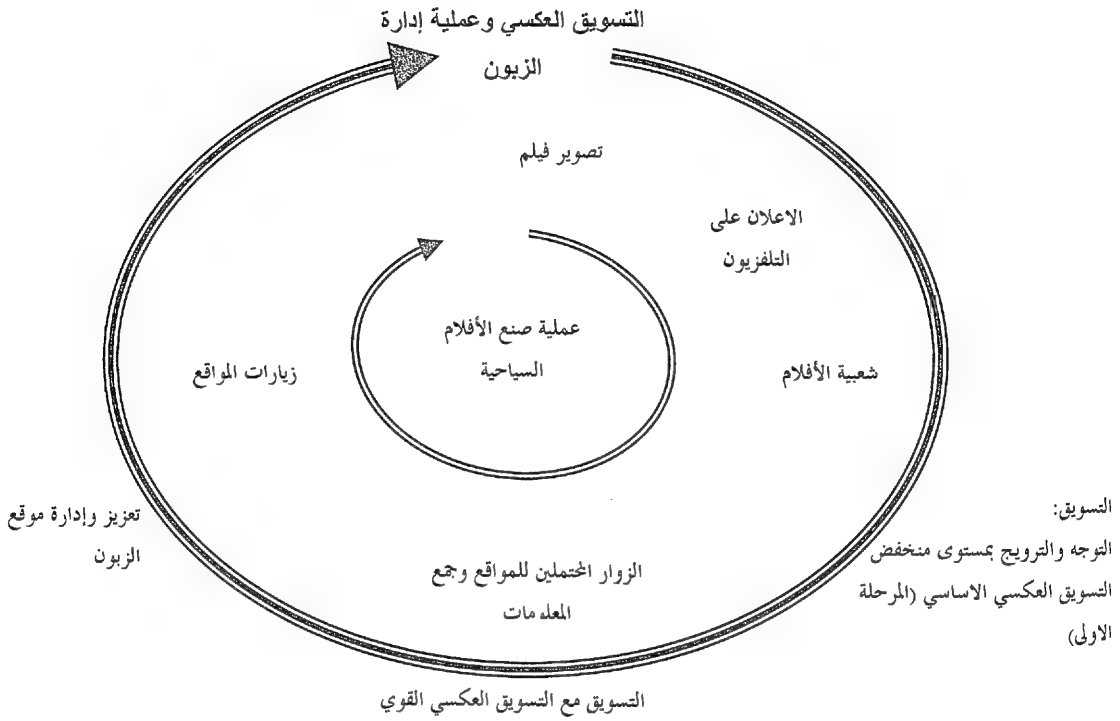 التسويق العكسي وعملية إدارة
الزبون
تصوير فيلم
الاعلان على
التلفزيون
شعبية الأفلام
عملية صنع الأفلام
السياحية
زيارات المواقع
الزوار المحتملين للمواقع وجمع
المعلومات
تعزيز وإدارة موقع
الزبون
التسويق:
التوجه والترويج بمستوى منخفض
التسويق العكسي الاساسي (المرحلة
الاولى)
التسويق مع التسويق العكسي القوي